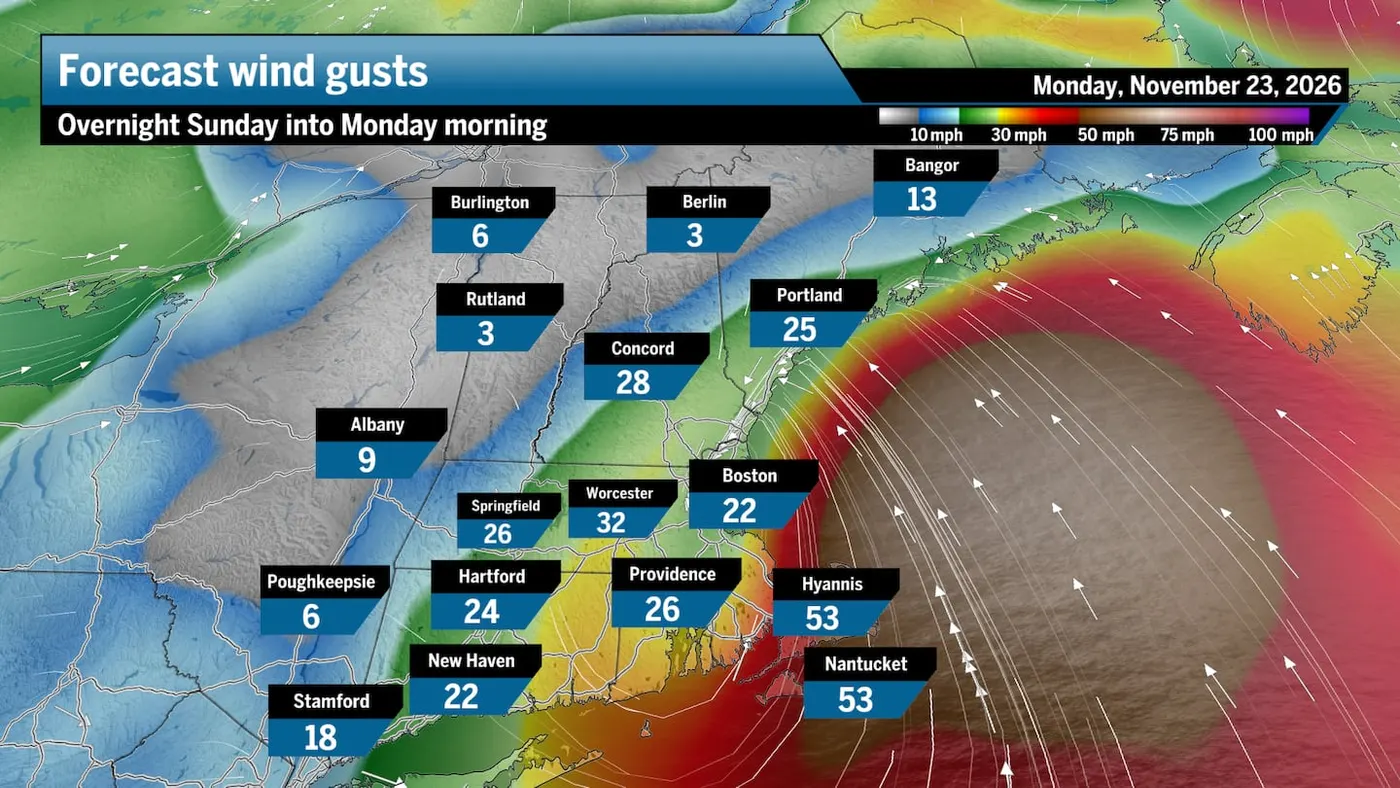 Forecast wind gusts
Monday, November 23, 2026
Overnight Sunday into Monday morning
10 mph 30 mph 50 mph 75 mph 100 mph
Bangor
13
Burlington
6
Berlin
3
Rutland
3
Portland
25
Concord
28
Albany
9
Boston
22
Springfield
26
Worcester
32
Poughkeepsie
6
Hartford
24
Providence
26
Hyannis
53
New Haven
22
Nantucket
53
Stamford
18